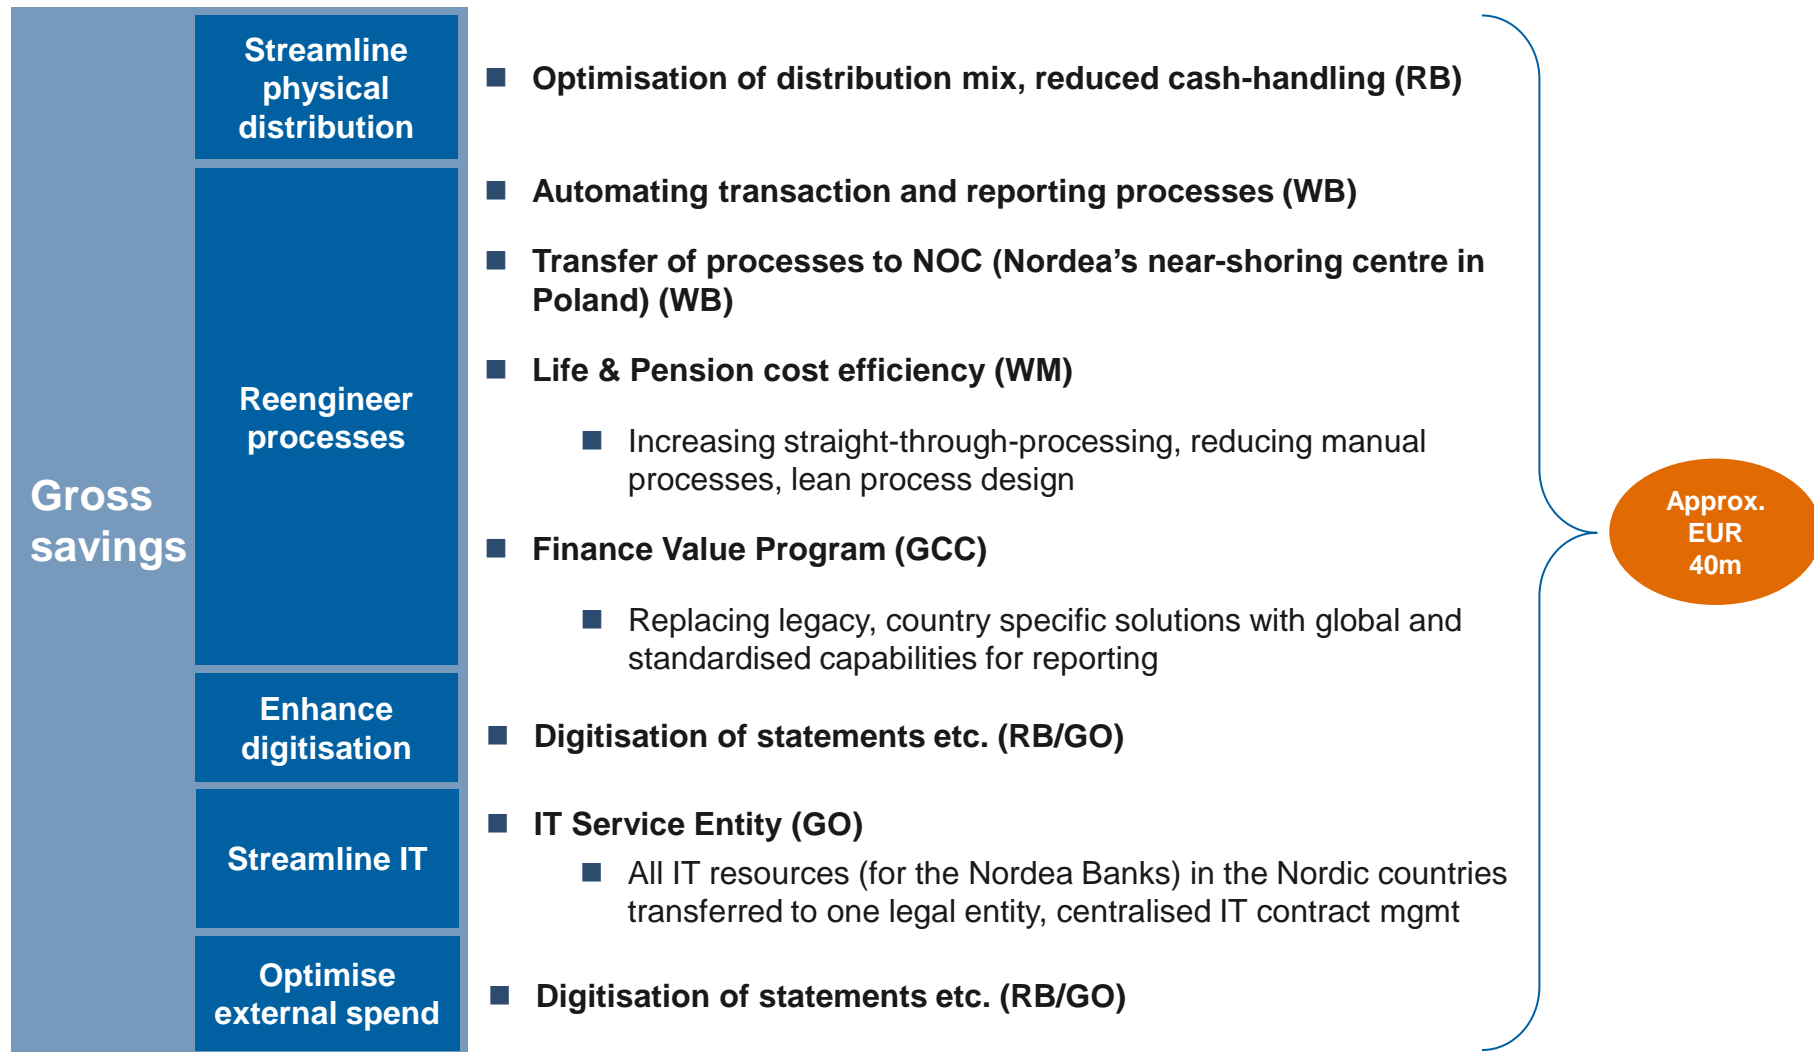 Gross
savings
Streamline
physical
distribution
Optimisation of distribution mix, reduced cash-handling (RB)
Reengineer
processes
Automating transaction and reporting processes (WB)
Transfer of processes to NOC (Nordea’s near-shoring centre in
Poland) (WB)
Life & Pension cost efficiency (WM)
Increasing straight-through-processing, reducing manual
processes, lean process design
Finance Value Program (GCC)
Replacing legacy, country specific solutions with global and
standardised capabilities for reporting
Enhance
digitisation
Digitisation of statements etc. (RB/GO)
Streamline IT
IT Service Entity (GO)
All IT resources (for the Nordea Banks) in the Nordic countries
transferred to one legal entity, centralised IT contract mgmt
Optimise
external spend
Digitisation of statements etc. (RB/GO)
Approx.
EUR
40m